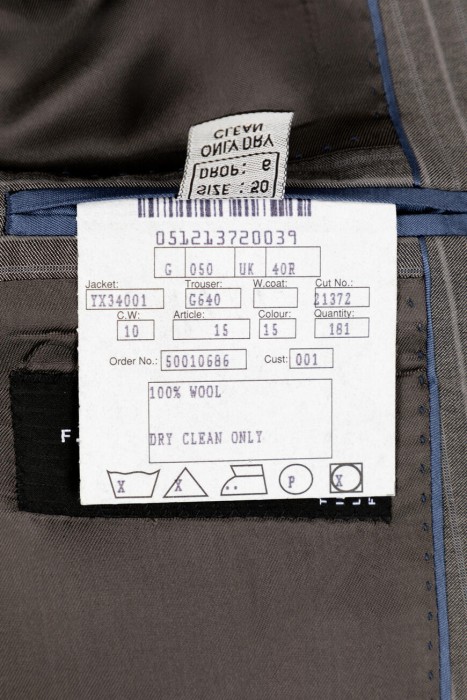 CLEAN
ONLY DRY
DROP: 6
SIZE: 50
051213720039
G 050 UK 40R
Jacket: Trouser: W.coat: Cut No.:
YX34001 G640 21372
C.W: Article: Colour: Quantity:
10 15 15 181
Order No.: 50010686 Cust: 001
100% WOOL
DRY CLEAN ONLY
X X P X
F.